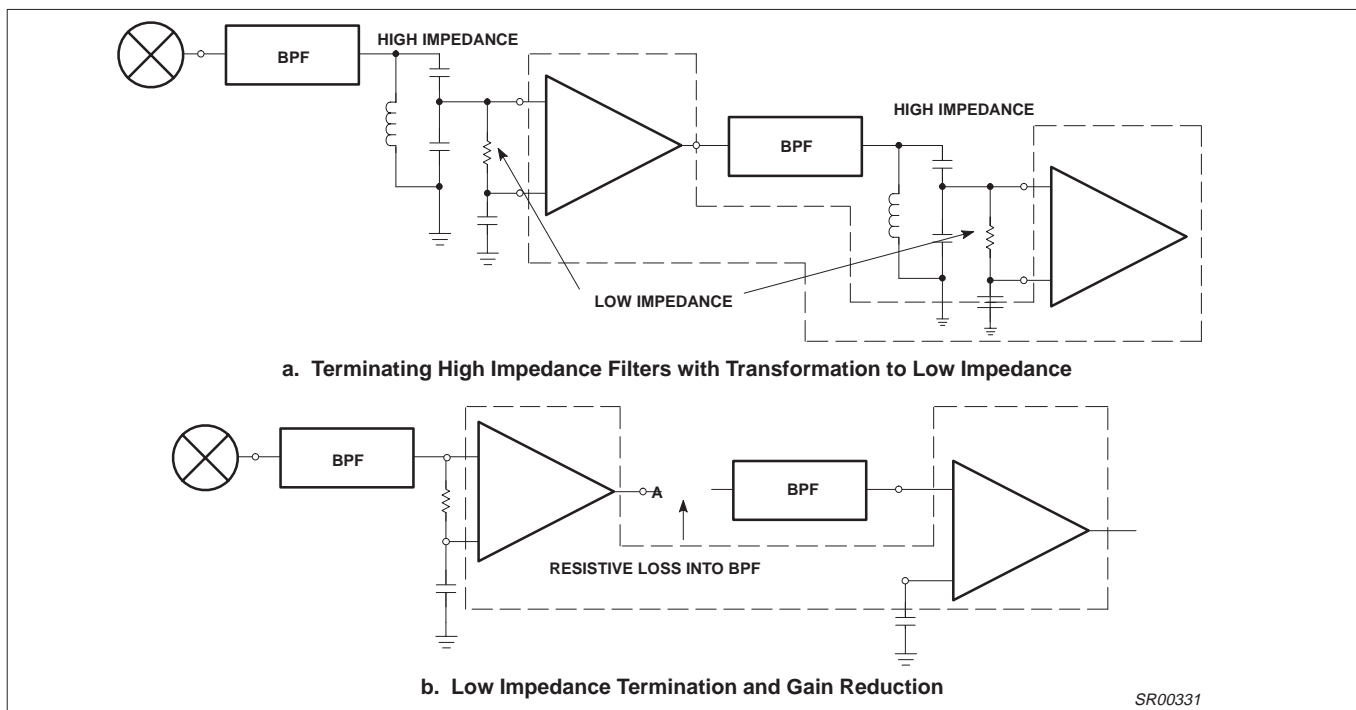 HIGH IMPEDANCE
BPF
HIGH IMPEDANCE
BPF
LOW IMPEDANCE
a. Terminating High Impedance Filters with Transformation to Low Impedance
BPF
A
BPF
RESISTIVE LOSS INTO BPF
b. Low Impedance Termination and Gain Reduction
SR00331